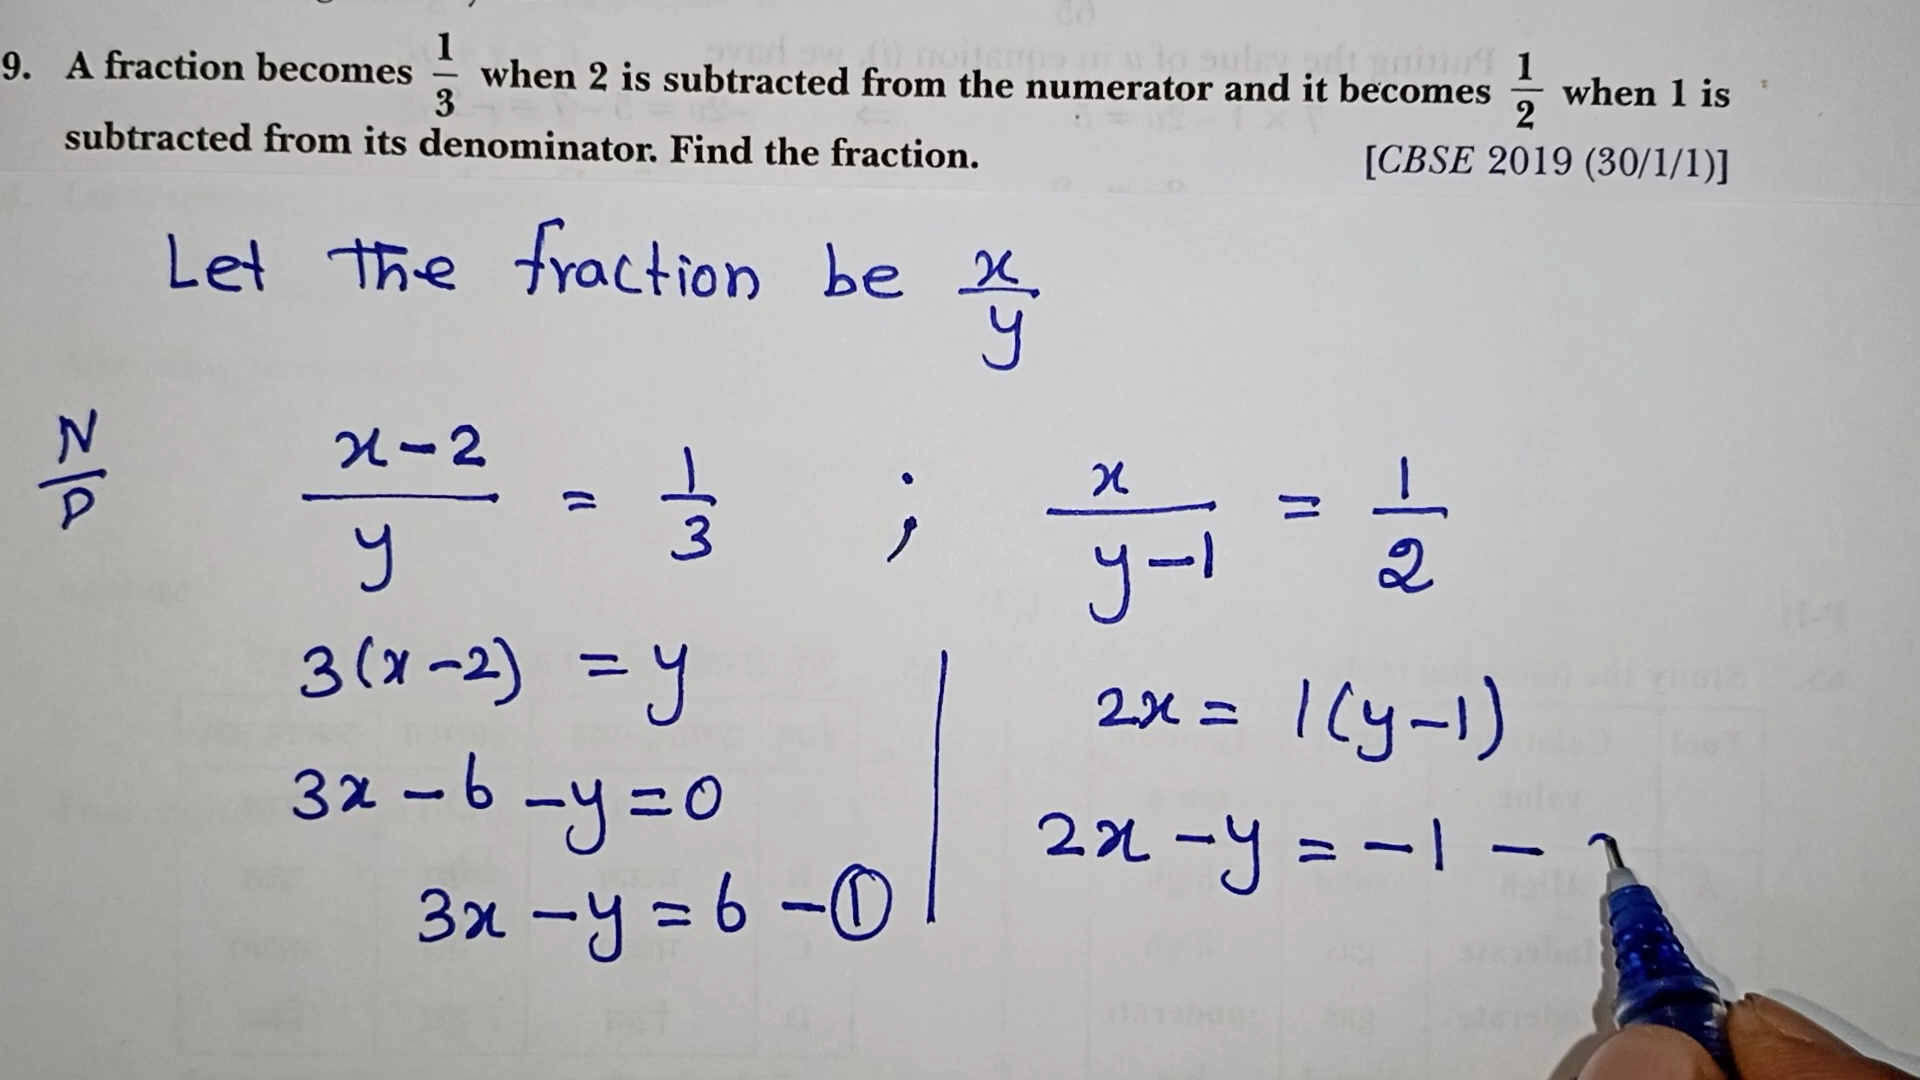 9. A fraction becomes 1/3 when 2 is subtracted from the numerator and it becomes 1/2 when 1 is
subtracted from its denominator. Find the fraction. [CBSE 2019 (30/1/1)]
Let the fraction be x/y
N/D
(x-2)/y = 1/3 ; x/(y-1) = 1/2
3(x-2) = y
3x - 6 - y = 0
3x - y = 6 - ①
2x = 1(y-1)
2x - y = -1 -